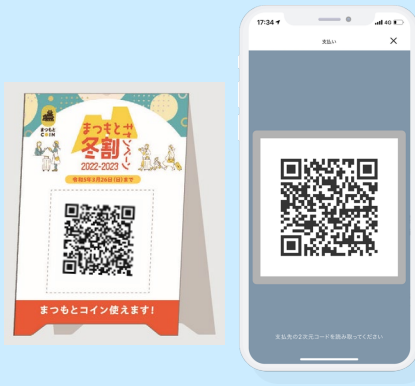 まつもと
COIN
まつもと
冬割
キャンペーン
2022-2023
令和5年3月26日(日)まで
まつもとコイン使えます!
17:34
40
支払い
×
支払先の2次元コードを読み取ってください